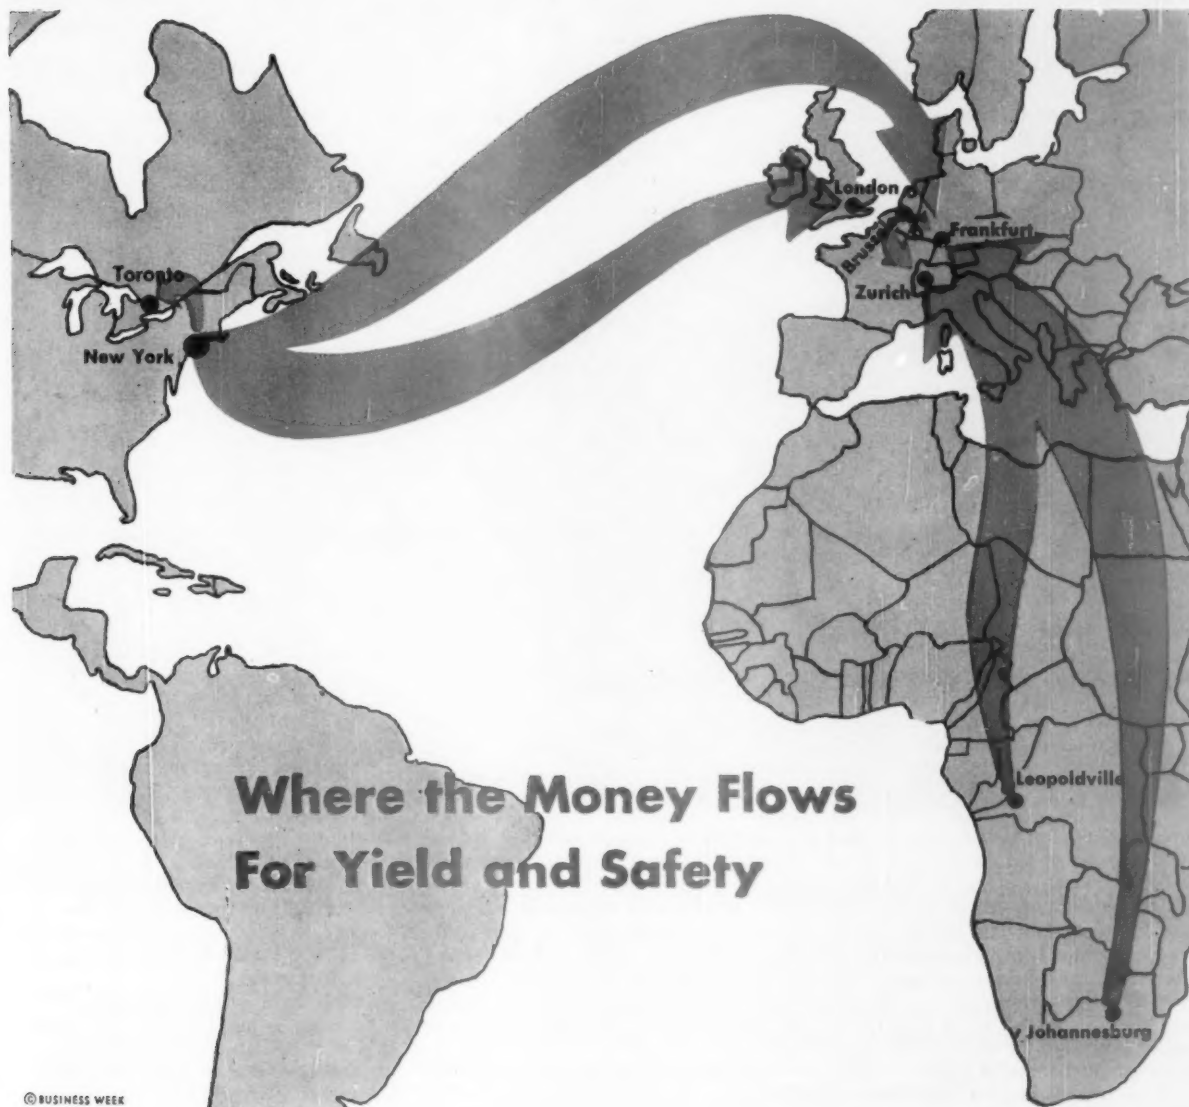 London
Brussels
Frankfurt
Toronto
Zurich
New York
Leopoldville
Where the Money Flows
For Yield and Safety
Johannesburg
© BUSINESS WEEK